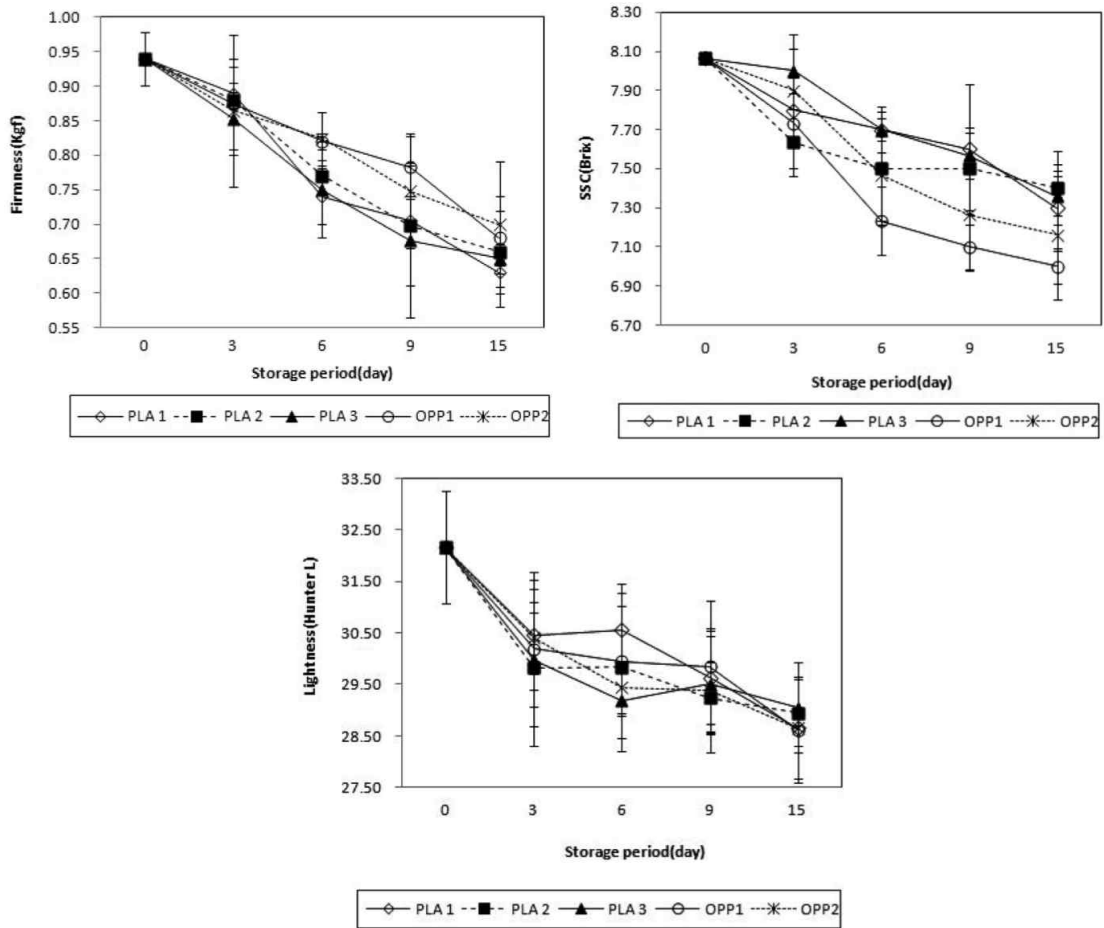 1.00
0.95
0.90
0.85
0.80
0.75
0.70
0.65
0.60
0.55
Firmness(Kgf)
0 3 6 9 15
Storage period(day)
PLA 1 PLA 2 PLA 3 OPP1 OPP2
8.30
8.10
7.90
7.70
7.50
7.30
7.10
6.90
6.70
SSC(Brix)
0 3 6 9 15
Storage period(day)
PLA 1 PLA 2 PLA 3 OPP1 OPP2
33.50
32.50
31.50
30.50
29.50
28.50
27.50
Lightness(Hunter L)
0 3 6 9 15
Storage period(day)
PLA 1 PLA 2 PLA 3 OPP1 OPP2